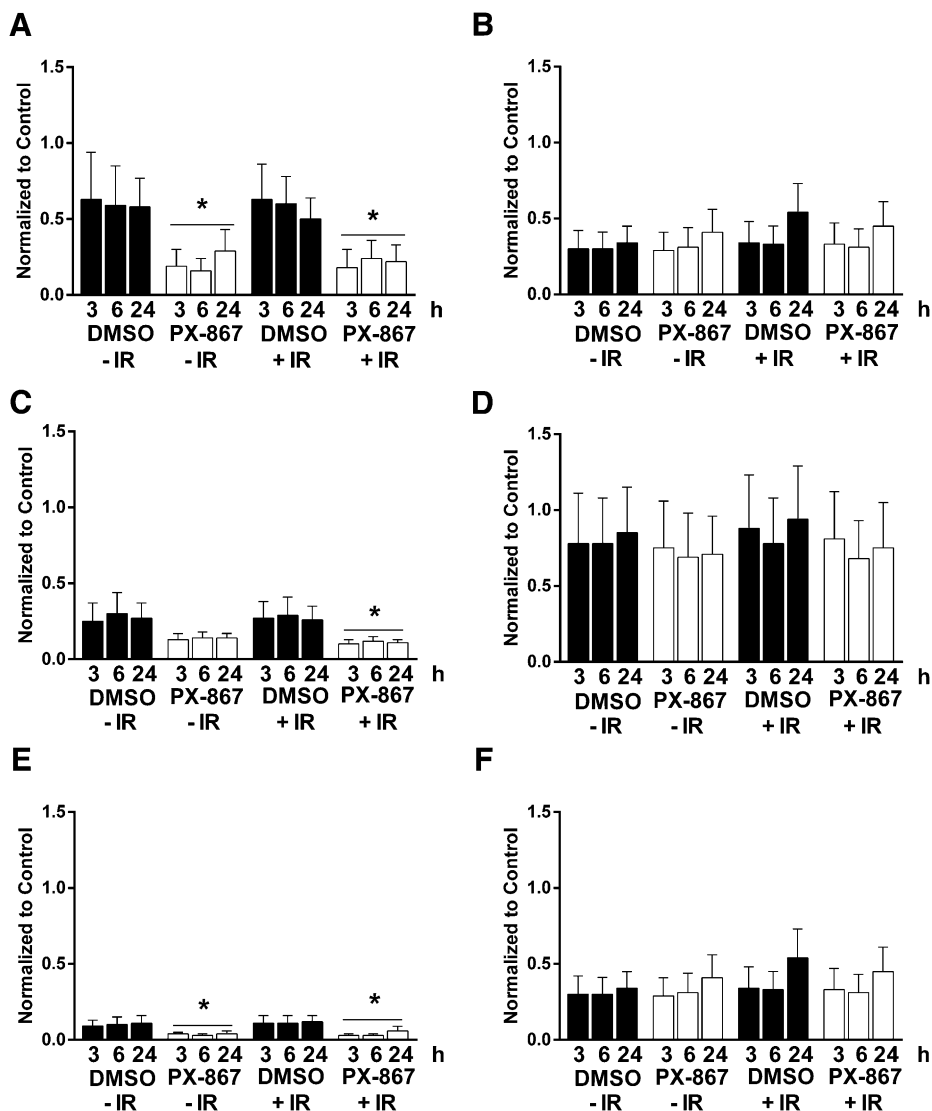 A
Normalized to Control
1.5
1.0
0.5
0.0
*
*
3 6 24 3 6 24 3 6 24 3 6 24 h
DMSO PX-867 DMSO PX-867
- IR - IR + IR + IR
B
Normalized to Control
1.5
1.0
0.5
0.0
3 6 24 3 6 24 3 6 24 3 6 24 h
DMSO PX-867 DMSO PX-867
- IR - IR + IR + IR
C
Normalized to Control
1.5
1.0
0.5
0.0
*
3 6 24 3 6 24 3 6 24 3 6 24 h
DMSO PX-867 DMSO PX-867
- IR - IR + IR + IR
D
Normalized to Control
1.5
1.0
0.5
0.0
3 6 24 3 6 24 3 6 24 3 6 24 h
DMSO PX-867 DMSO PX-867
- IR - IR + IR + IR
E
Normalized to Control
1.5
1.0
0.5
0.0
*
*
3 6 24 3 6 24 3 6 24 3 6 24 h
DMSO PX-867 DMSO PX-867
- IR - IR + IR + IR
F
Normalized to Control
1.5
1.0
0.5
0.0
3 6 24 3 6 24 3 6 24 3 6 24 h
DMSO PX-867 DMSO PX-867
- IR - IR + IR + IR